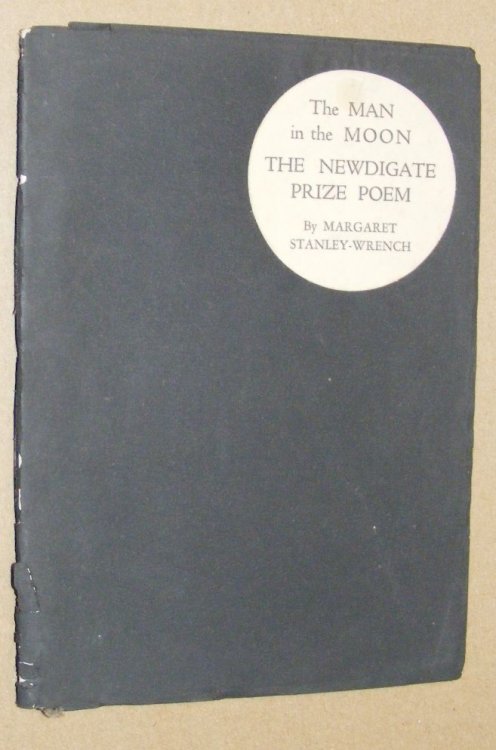 The MAN
in the MOON
THE NEWDIGATE
PRIZE POEM
By MARGARET
STANLEY-WRENCH